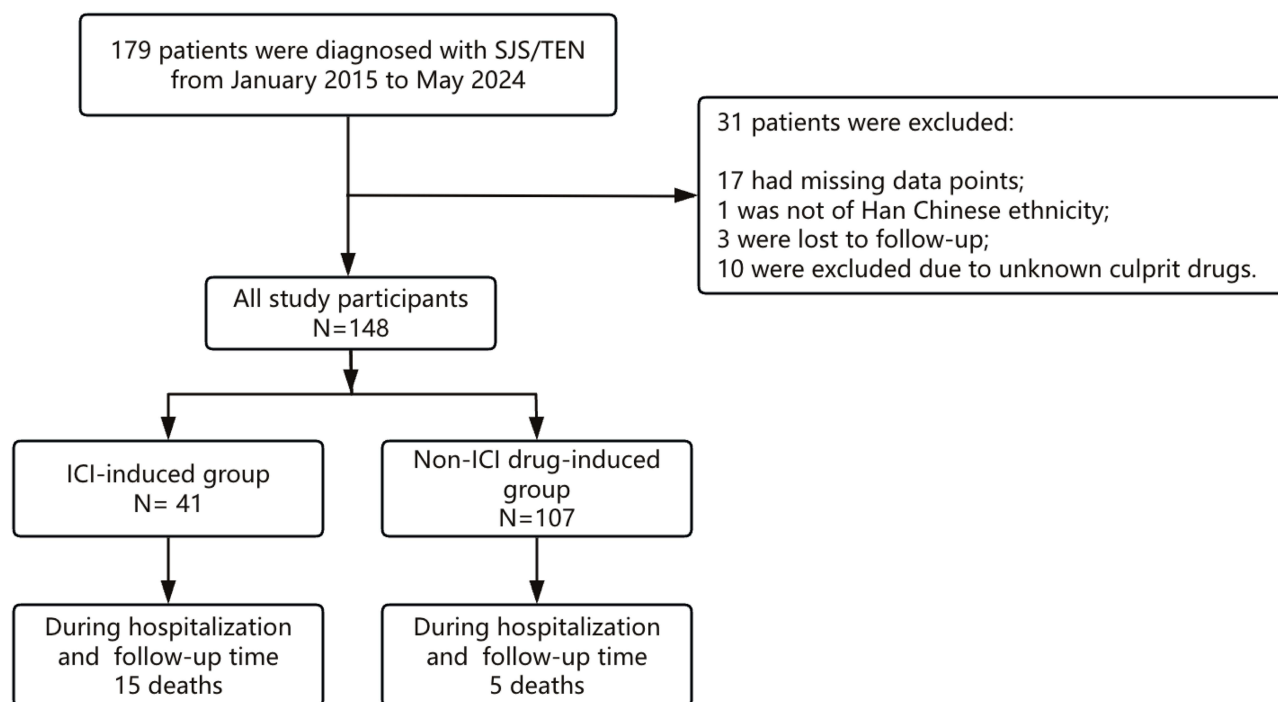 179 patients were diagnosed with SJS/TEN
from January 2015 to May 2024
31 patients were excluded:
17 had missing data points;
1 was not of Han Chinese ethnicity;
3 were lost to follow-up;
10 were excluded due to unknown culprit drugs.
All study participants
N=148
ICI-induced group
N= 41
Non-ICI drug-induced
group
N=107
During hospitalization
and follow-up time
15 deaths
During hospitalization
and follow-up time
5 deaths